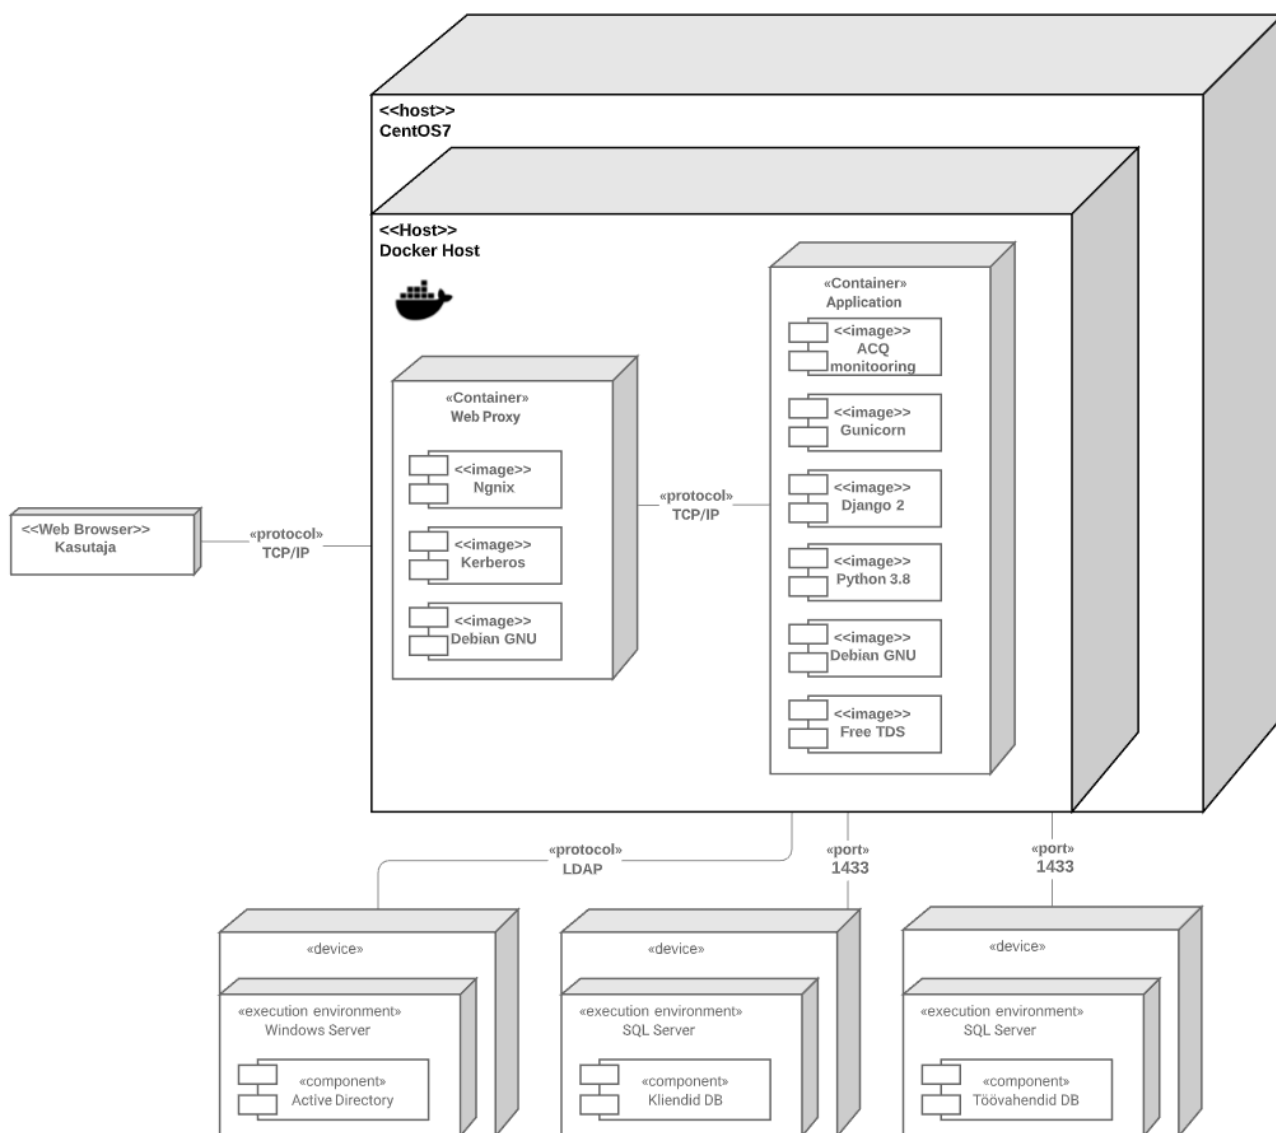 <<host>>
CentOS7
<<Host>>
Docker Host
«Container»
Web Proxy
<<image>>
Ngnix
<<image>>
Kerberos
<<image>>
Debian GNU
«protocol»
TCP/IP
«Container»
Application
<<image>>
ACQ
monitooring
<<image>>
Gunicorn
<<image>>
Django 2
<<image>>
Python 3.8
<<image>>
Debian GNU
<<image>>
Free TDS
<<Web Browser>>
Kasutaja
«protocol»
TCP/IP
«protocol»
LDAP
«port»
1433
«port»
1433
«device»
«execution environment»
Windows Server
«component»
Active Directory
«device»
«execution environment»
SQL Server
«component»
Kliendid DB
«device»
«execution environment»
SQL Server
«component»
Töövahendid DB